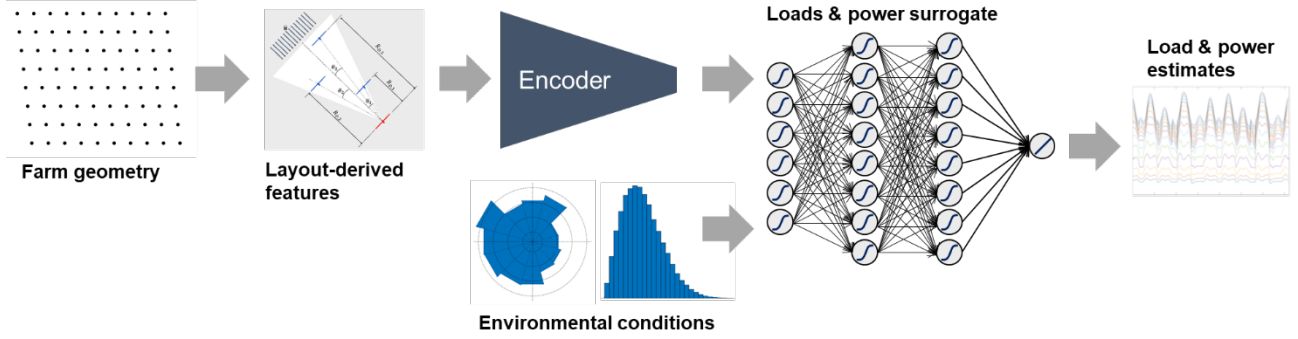 Loads & power surrogate
Load & power
estimates
Encoder
Farm geometry
Layout-derived
features
Environmental conditions